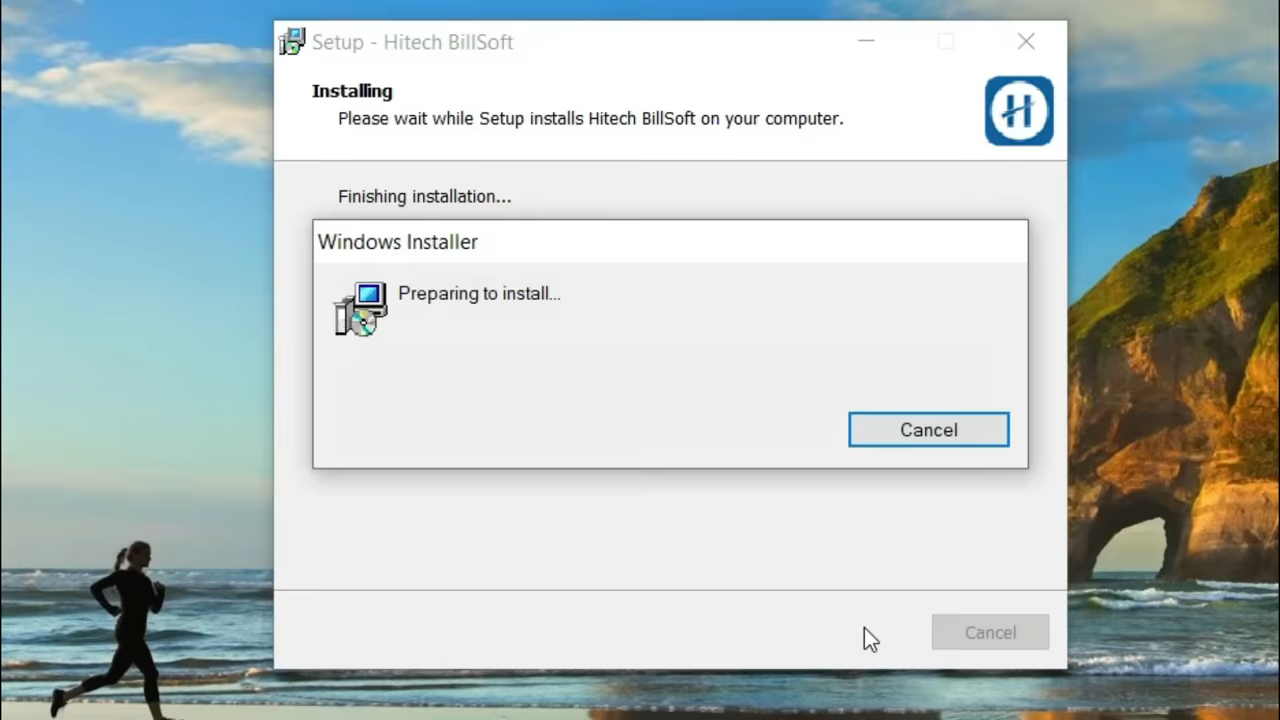 Setup - Hitech BillSoft
Installing
Please wait while Setup installs Hitech BillSoft on your computer.
H
Finishing installation...
Windows Installer
Preparing to install...
Cancel
Cancel